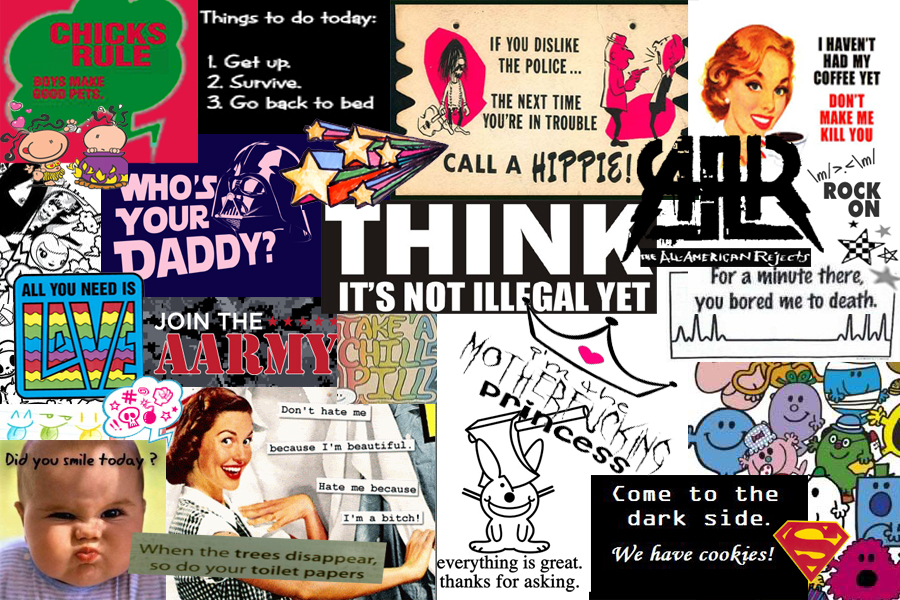 CHICKS
RULE
BOYS MAKE
GOOD PETS.
Things to do today:
1. Get up.
2. Survive.
3. Go back to bed
IF YOU DISLIKE
THE POLICE...
THE NEXT TIME
YOU'RE IN TROUBLE
CALL A HIPPIE!
I HAVEN'T
HAD MY
COFFEE YET
DON'T
MAKE ME
KILL YOU
\m/>.<\m/
ROCK
ON
AAR
THE ALL-AMERICAN REJECTS
WHO'S
YOUR
DADDY?
THINK
IT'S NOT ILLEGAL YET
For a minute there,
you bored me to death.
ALL YOU NEED IS
LOVE
JOIN THE
AARMY
TAKE A
CHILL
PILL
I'm the
MOTHERFUCKING
princess
Don't hate me
because I'm beautiful.
Hate me because
I'm a bitch!
Did you smile today?
When the trees disappear,
so do your toilet papers
everything is great.
thanks for asking.
Come to the
dark side.
We have cookies!
S